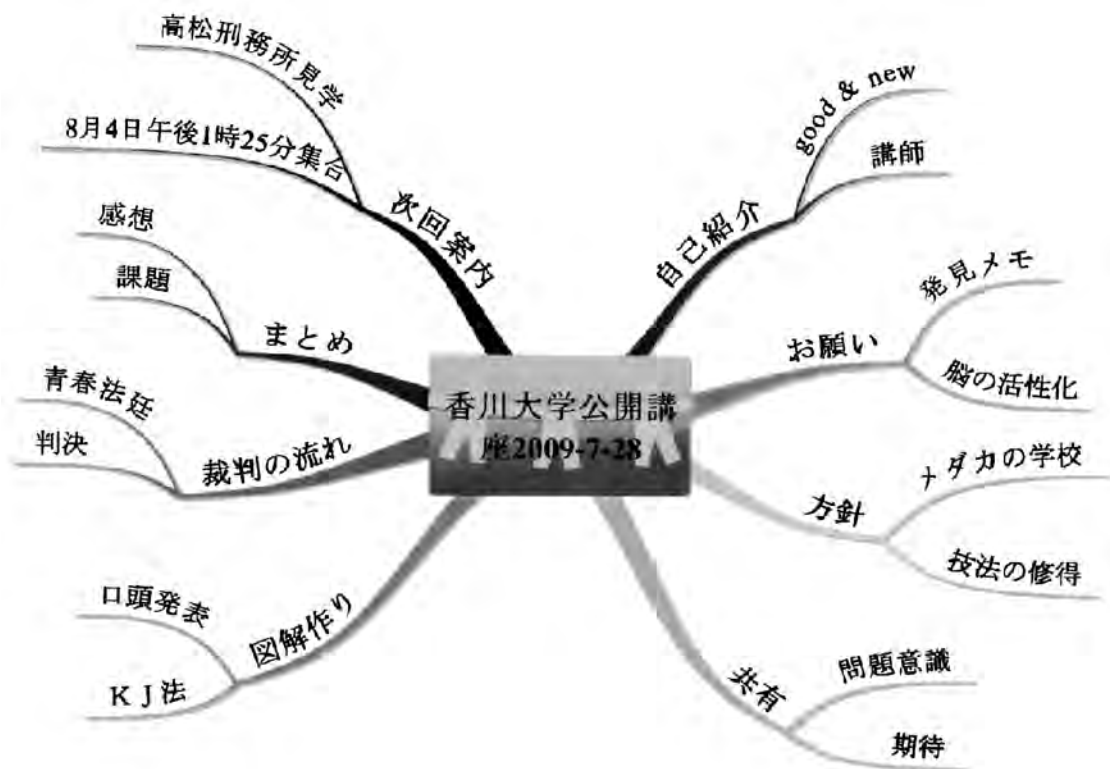 香川大学公開講
座2009-7-28
自己紹介
good & new
講師
お願い
発見メモ
脳の活性化
方針
メダカの学校
技法の修得
共有
問題意識
期待
図解作り
口頭発表
ＫＪ法
裁判の流れ
青春法廷
判決
まとめ
感想
課題
次回案内
高松刑務所見学
8月4日午後1時25分集合